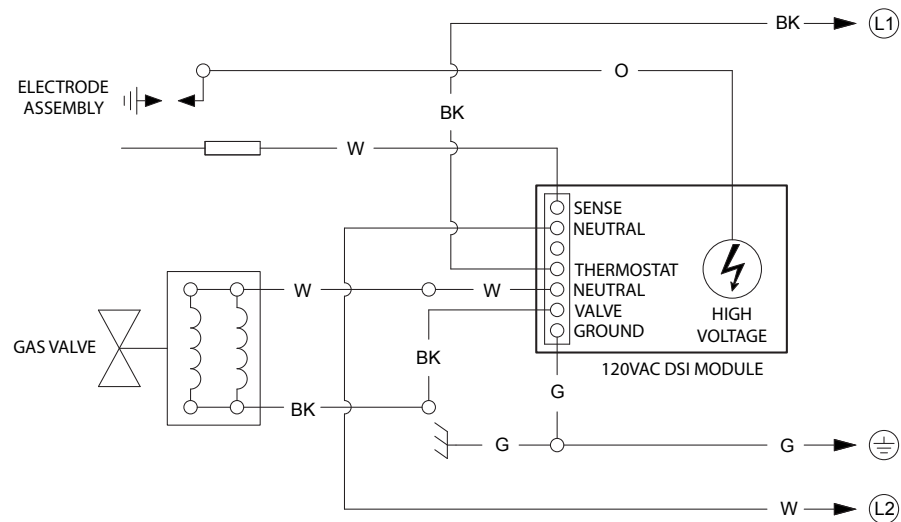 BK
L1
O
ELECTRODE
ASSEMBLY
BK
W
SENSE
NEUTRAL
THERMOSTAT
NEUTRAL
VALVE
GROUND
HIGH
VOLTAGE
120VAC DSI MODULE
W
W
GAS VALVE
BK
BK
G
G
G
W
L2